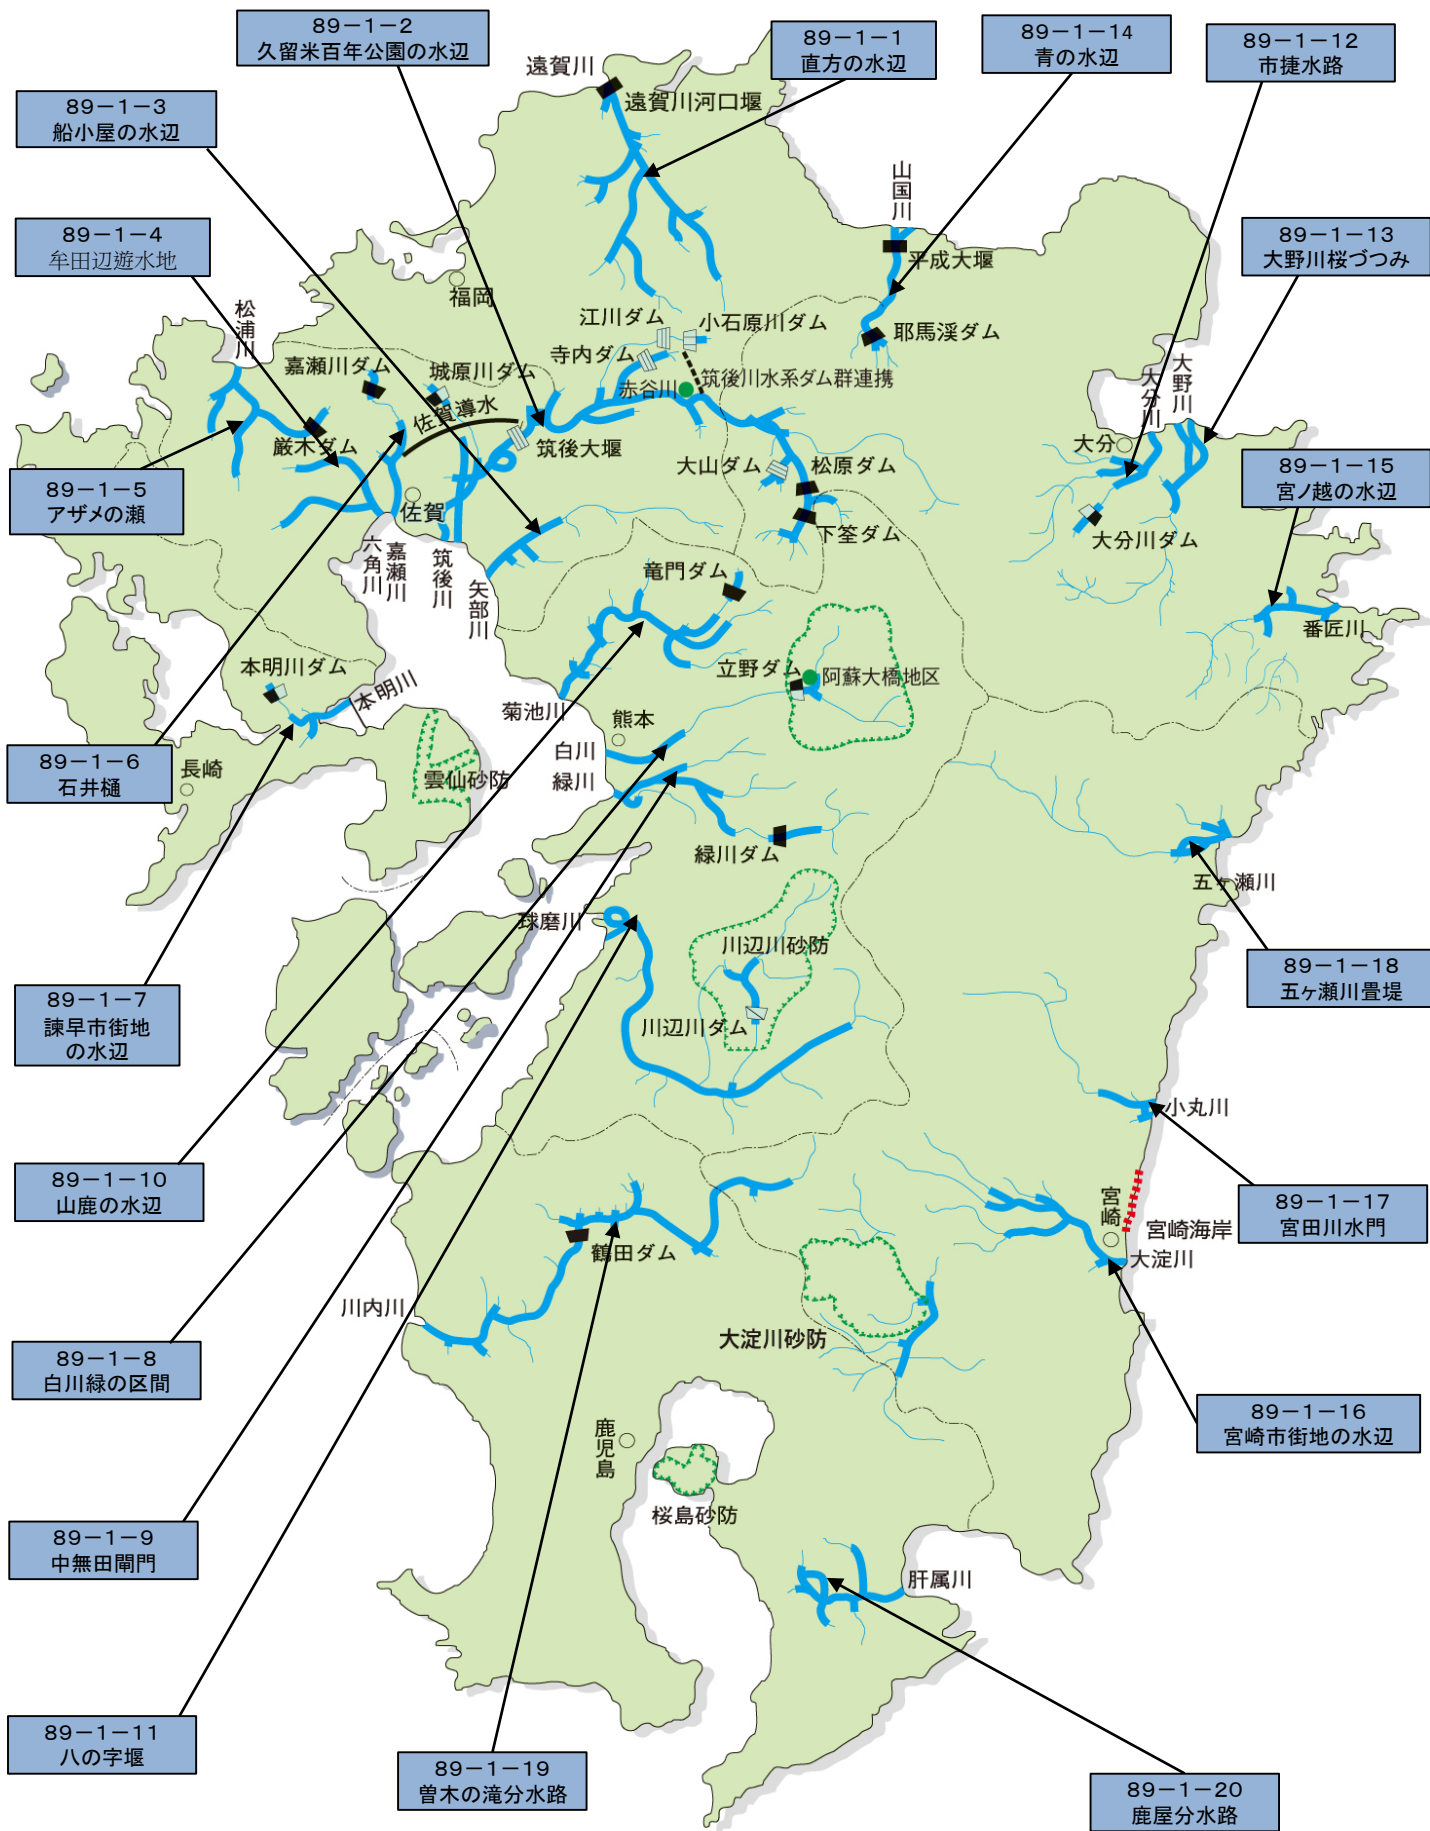 89－1－2
久留米百年公園の水辺
89－1－1
直方の水辺
89－1－14
青の水辺
89－1－12
市捷水路
89－1－3
船小屋の水辺
89－1－4
牟田辺遊水地
89－1－13
大野川桜づつみ
遠賀川
遠賀川河口堰
山国川
平成大堰
耶馬渓ダム
福岡
松浦川
江川ダム
小石原川ダム
寺内ダム
嘉瀬川ダム
城原川ダム
赤谷川
筑後川水系ダム群連携
佐賀導水
厳木ダム
筑後大堰
大山ダム
松原ダム
下筌ダム
大野川
大分川
大分
大分川ダム
89－1－5
アザメの瀬
89－1－15
宮ノ越の水辺
佐賀
六角川
嘉瀬川
筑後川
矢部川
竜門ダム
番匠川
本明川ダム
本明川
立野ダム
阿蘇大橋地区
菊池川
熊本
白川
緑川
89－1－6
石井樋
長崎
雲仙砂防
緑川ダム
五ヶ瀬川
球磨川
川辺川砂防
川辺川ダム
89－1－18
五ヶ瀬川畳堤
89－1－7
諫早市街地
の水辺
小丸川
89－1－10
山鹿の水辺
89－1－17
宮田川水門
宮崎
宮崎海岸
大淀川
鶴田ダム
川内川
大淀川砂防
89－1－8
白川緑の区間
89－1－16
宮崎市街地の水辺
鹿児島
桜島砂防
89－1－9
中無田閘門
肝属川
89－1－11
八の字堰
89－1－19
曽木の滝分水路
89－1－20
鹿屋分水路